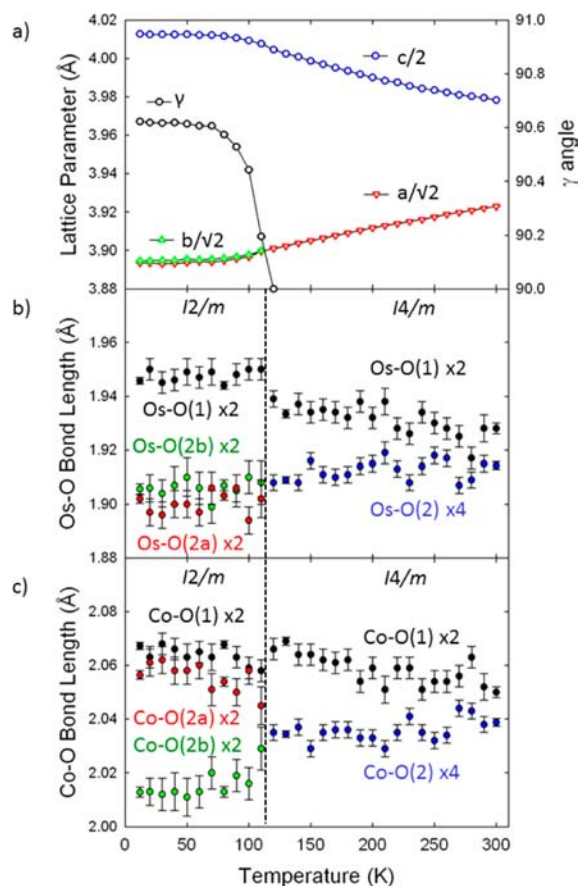 a)
4.02
4.00
3.98
3.96
3.94
3.92
3.90
3.88
Lattice Parameter (Å)
c/2
γ
a/√2
b/√2
91.0
90.8
90.6
90.4
90.2
90.0
γ angle
b)
I2/m
I4/m
1.96
1.94
1.92
1.90
1.88
Os-O Bond Length (Å)
Os-O(1) x2
Os-O(1) x2
Os-O(2b) x2
Os-O(2a) x2
Os-O(2) x4
c)
I2/m
I4/m
2.08
2.06
2.04
2.02
2.00
Co-O Bond Length (Å)
Co-O(1) x2
Co-O(1) x2
Co-O(2a) x2
Co-O(2b) x2
Co-O(2) x4
0 50 100 150 200 250 300
Temperature (K)